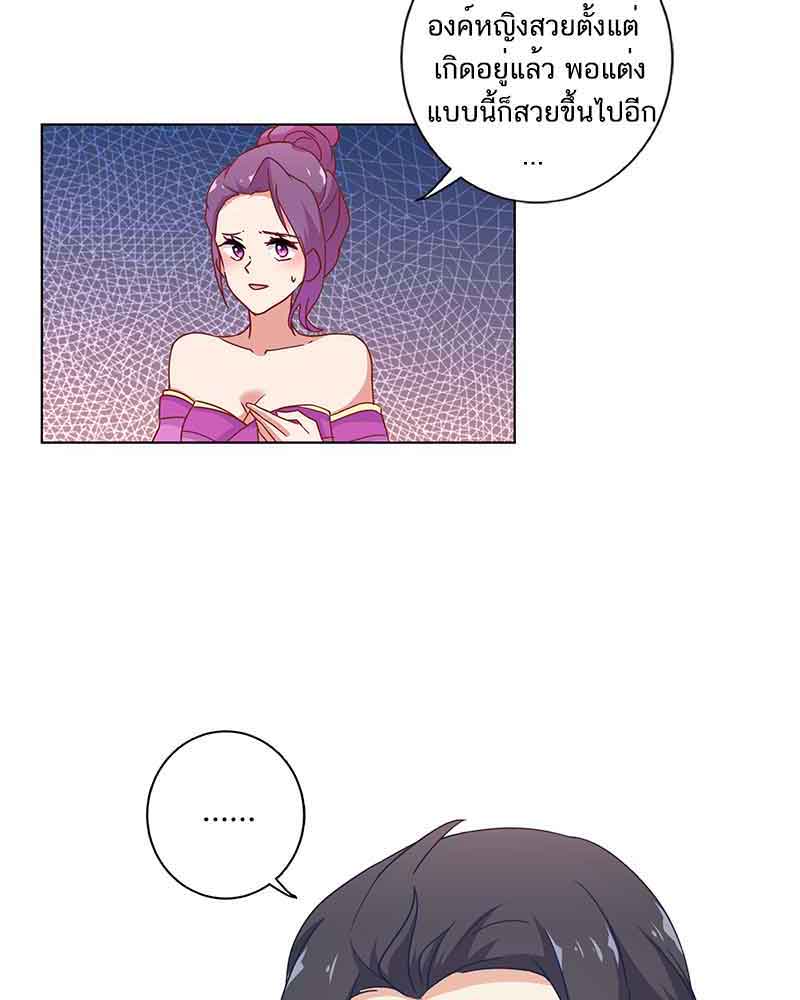 องค์หญิงสวยตั้งแต่
เกิดอยู่แล้ว พอแต่ง
แบบนี้ก็สวยขึ้นไปอีก
...
......